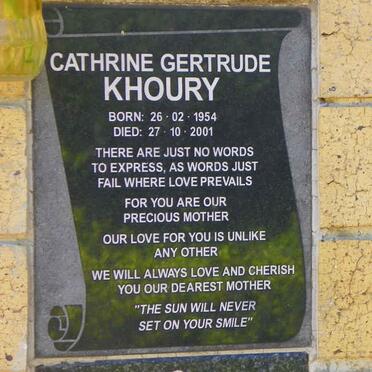 CATHRINE GERTRUDE
KHOURY
BORN: 26 · 02 · 1954
DIED: 27 · 10 · 2001
THERE ARE JUST NO WORDS
TO EXPRESS, AS WORDS JUST
FAIL WHERE LOVE PREVAILS
FOR YOU ARE OUR
PRECIOUS MOTHER
OUR LOVE FOR YOU IS UNLIKE
ANY OTHER
WE WILL ALWAYS LOVE AND CHERISH
YOU OUR DEAREST MOTHER
"THE SUN WILL NEVER
SET ON YOUR SMILE"